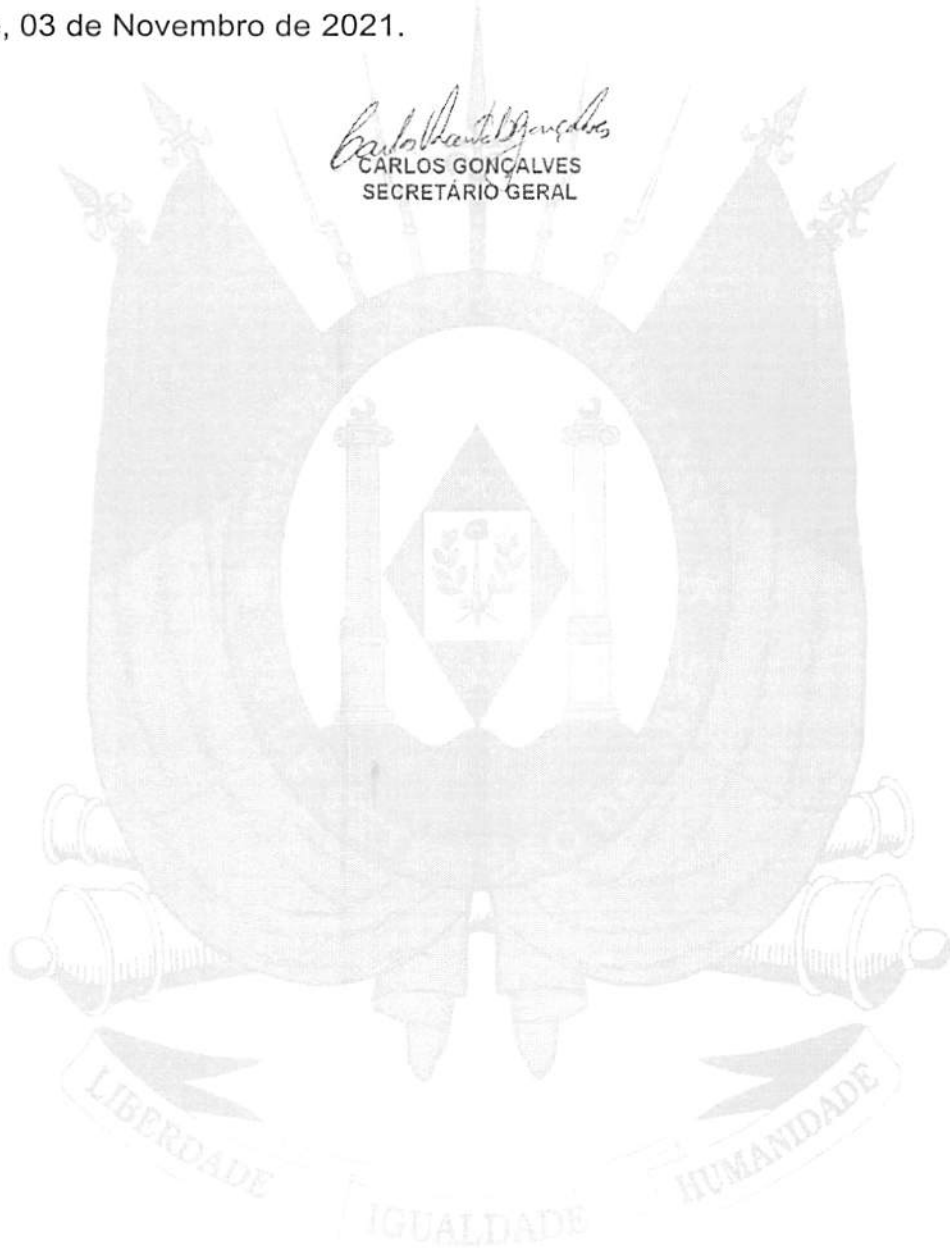 , 03 de Novembro de 2021.
CARLOS GONÇALVES
SECRETÁRIO GERAL
LIBERDADE
IGUALDADE
HUMANIDADE